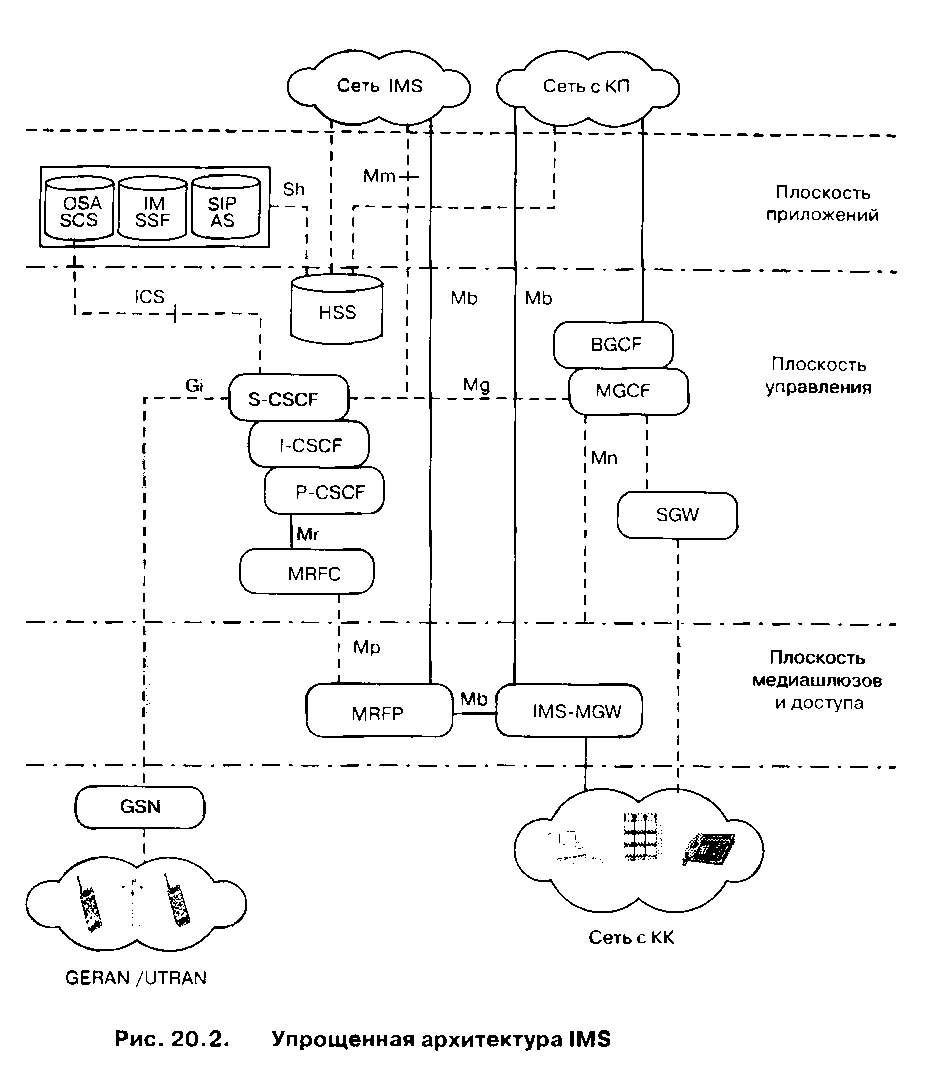 Сеть IMS
Сеть с КП
Mm
OSA
SCS
IM
SSF
SIP
AS
Sh
Плоскость
приложений
ICS
HSS
Mb
Mb
BGCF
Плоскость
управления
Gi
S-CSCF
Mg
MGCF
I-CSCF
Mn
P-CSCF
SGW
Mr
MRFC
Mp
Плоскость
медиашлюзов
и доступа
MRFP
Mb
IMS-MGW
GSN
Сеть с КК
GERAN /UTRAN
Рис. 20.2. Упрощенная архитектура IMS